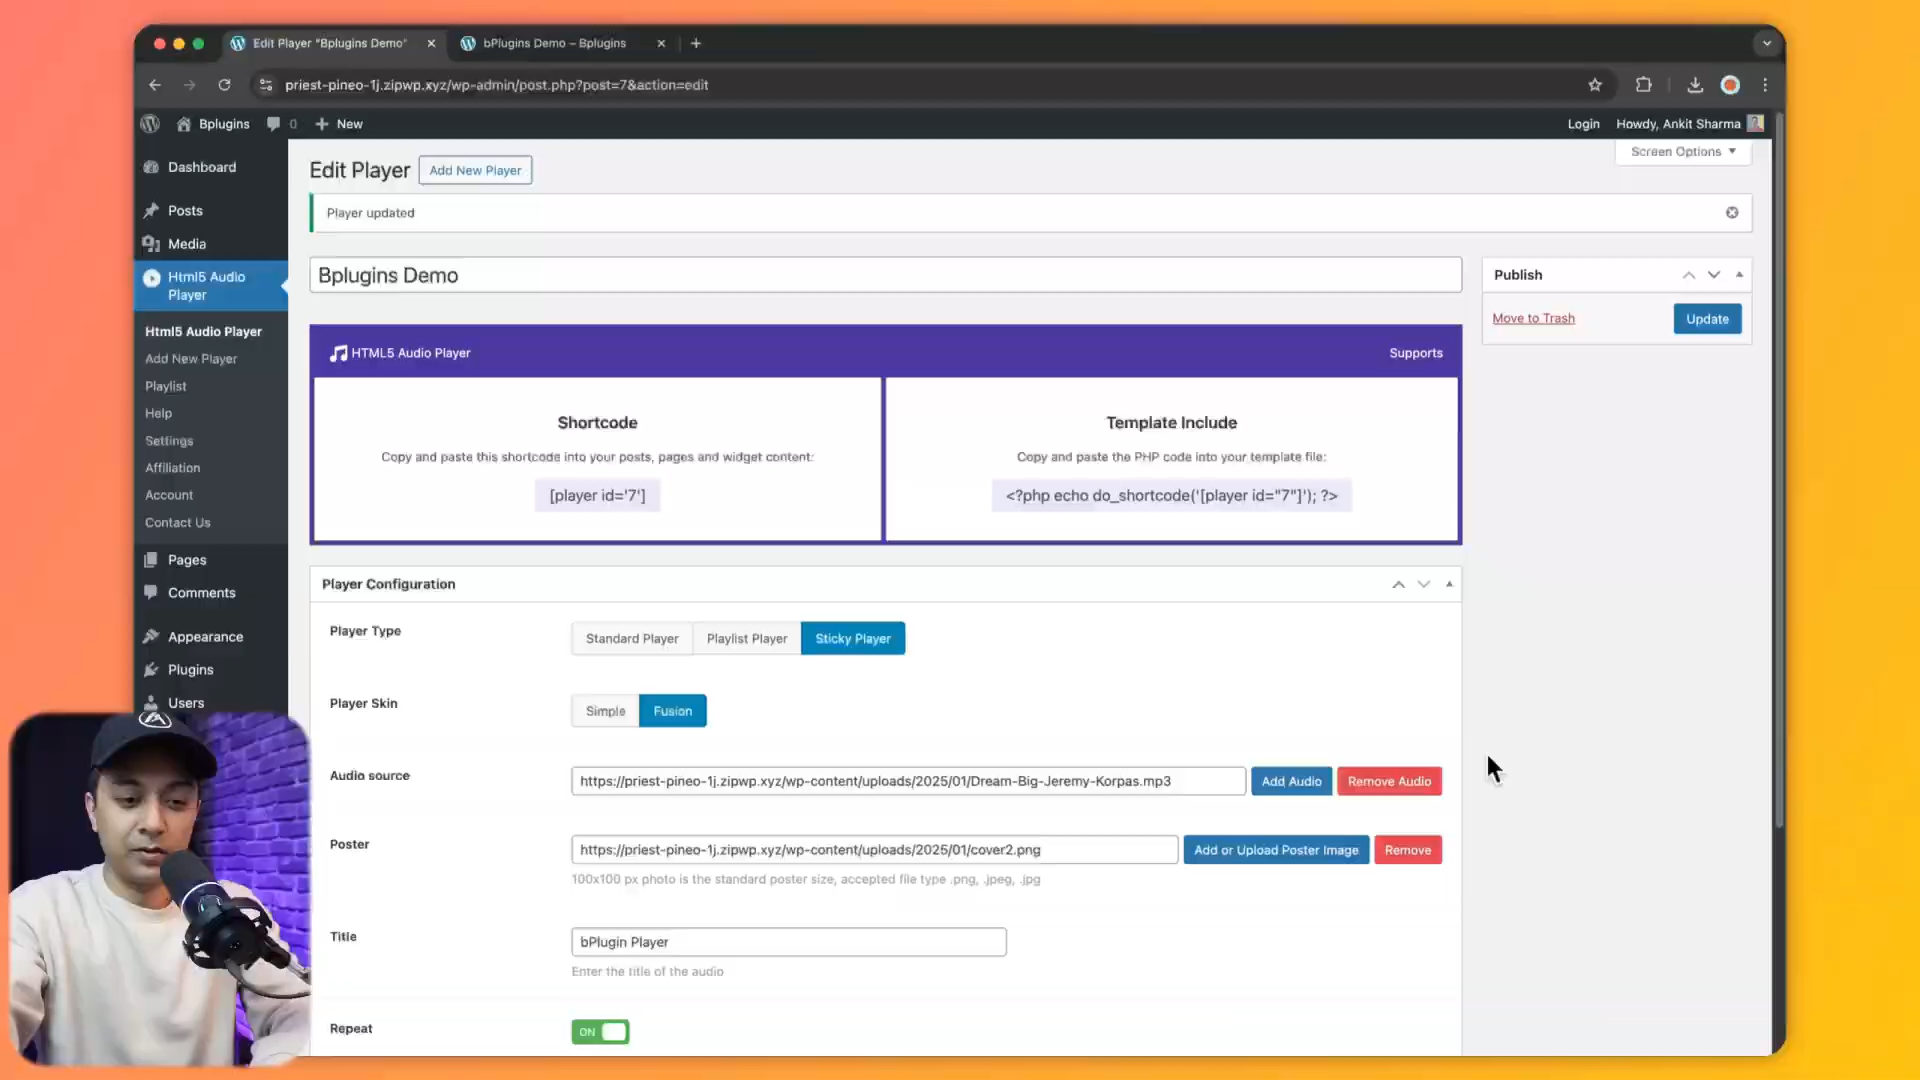 Edit Player "Bplugins Demo"
bPlugins Demo – Bplugins
priest-pineo-1j.zipwp.xyz/wp-admin/post.php?post=7&action=edit
Bplugins
0
New
Login
Howdy, Ankit Sharma
Screen Options
Dashboard
Posts
Media
Html5 Audio
Player
Html5 Audio Player
Add New Player
Playlist
Help
Settings
Affiliation
Account
Contact Us
Pages
Comments
Appearance
Plugins
Users
Edit Player
Add New Player
Player updated
Bplugins Demo
Publish
Move to Trash
Update
HTML5 Audio Player
Supports
Shortcode
Copy and paste this shortcode into your posts, pages and widget content:
[player id='7']
Template Include
Copy and paste the PHP code into your template file:
<?php echo do_shortcode('[player id="7"]'); ?>
Player Configuration
Player Type
Standard Player
Playlist Player
Sticky Player
Player Skin
Simple
Fusion
Audio source
https://priest-pineo-1j.zipwp.xyz/wp-content/uploads/2025/01/Dream-Big-Jeremy-Korpas.mp3
Add Audio
Remove Audio
Poster
https://priest-pineo-1j.zipwp.xyz/wp-content/uploads/2025/01/cover2.png
Add or Upload Poster Image
Remove
100x100 px photo is the standard poster size, accepted file type .png, .jpeg, .jpg
Title
bPlugin Player
Enter the title of the audio
Repeat
ON